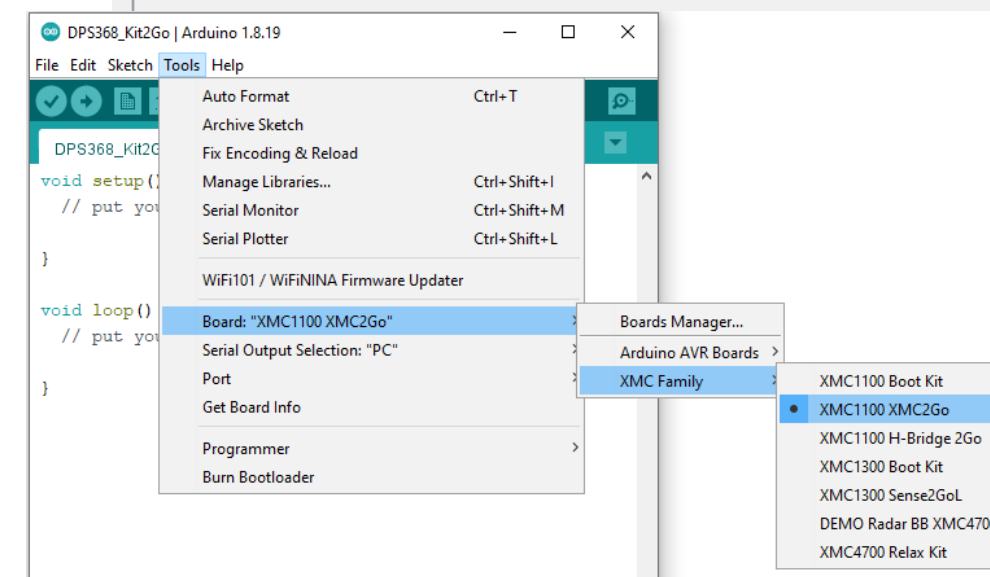 DPS368_Kit2Go | Arduino 1.8.19
File Edit Sketch Tools Help
Auto Format Ctrl+T
Archive Sketch
DPS368_Kit2G
Fix Encoding & Reload
void setup()
Manage Libraries... Ctrl+Shift+I
// put you
Serial Monitor Ctrl+Shift+M
Serial Plotter Ctrl+Shift+L
}
WiFi101 / WiFiNINA Firmware Updater
void loop()
Board: "XMC1100 XMC2Go" Boards Manager...
// put you
Serial Output Selection: "PC" Arduino AVR Boards
Port XMC Family XMC1100 Boot Kit
}
Get Board Info XMC1100 XMC2Go
XMC1100 H-Bridge 2Go
Programmer
XMC1300 Boot Kit
Burn Bootloader
XMC1300 Sense2GoL
DEMO Radar BB XMC470
XMC4700 Relax Kit